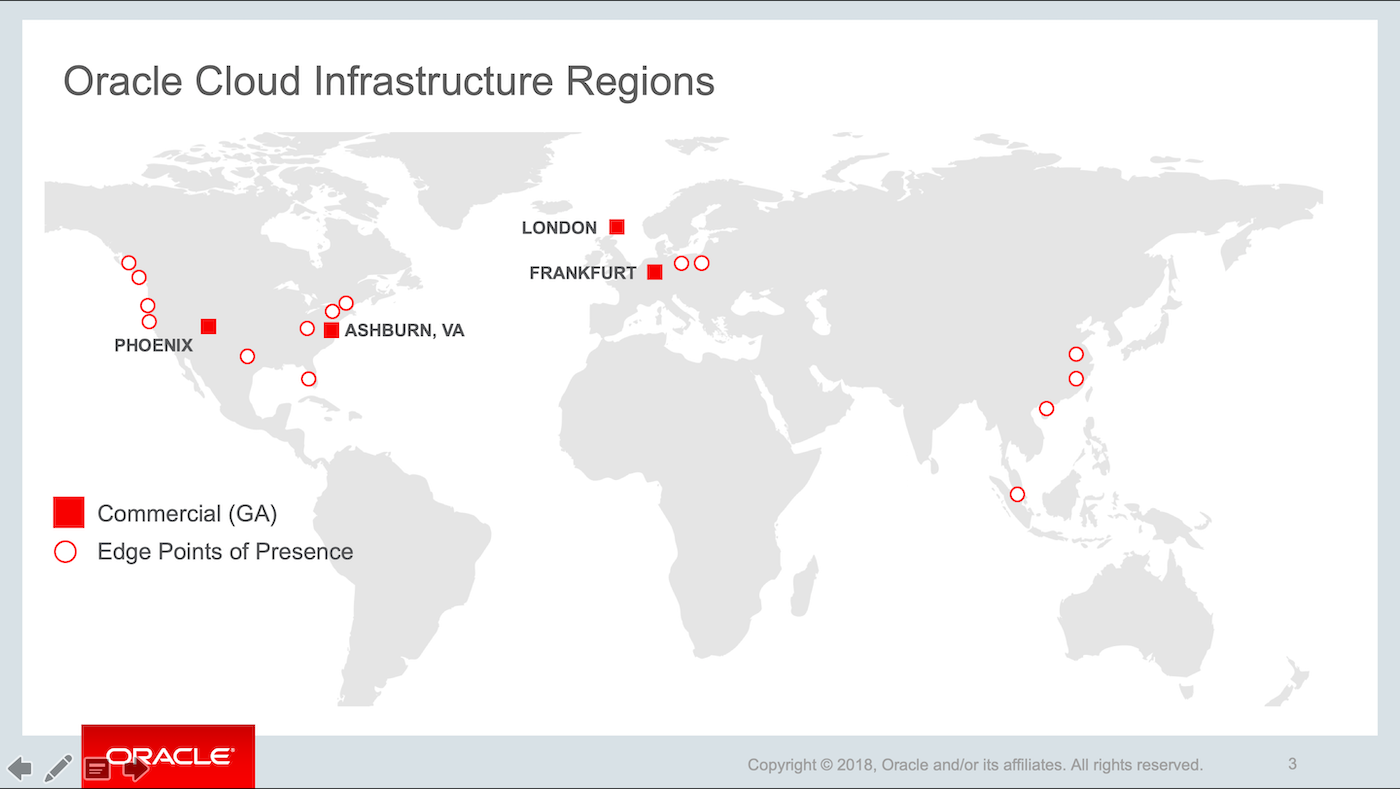 Oracle Cloud Infrastructure Regions
LONDON
FRANKFURT
ASHBURN, VA
PHOENIX
Commercial (GA)
Edge Points of Presence
ORACLE®
Copyright © 2018, Oracle and/or its affiliates. All rights reserved.
3